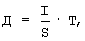 Д = I/S · T,